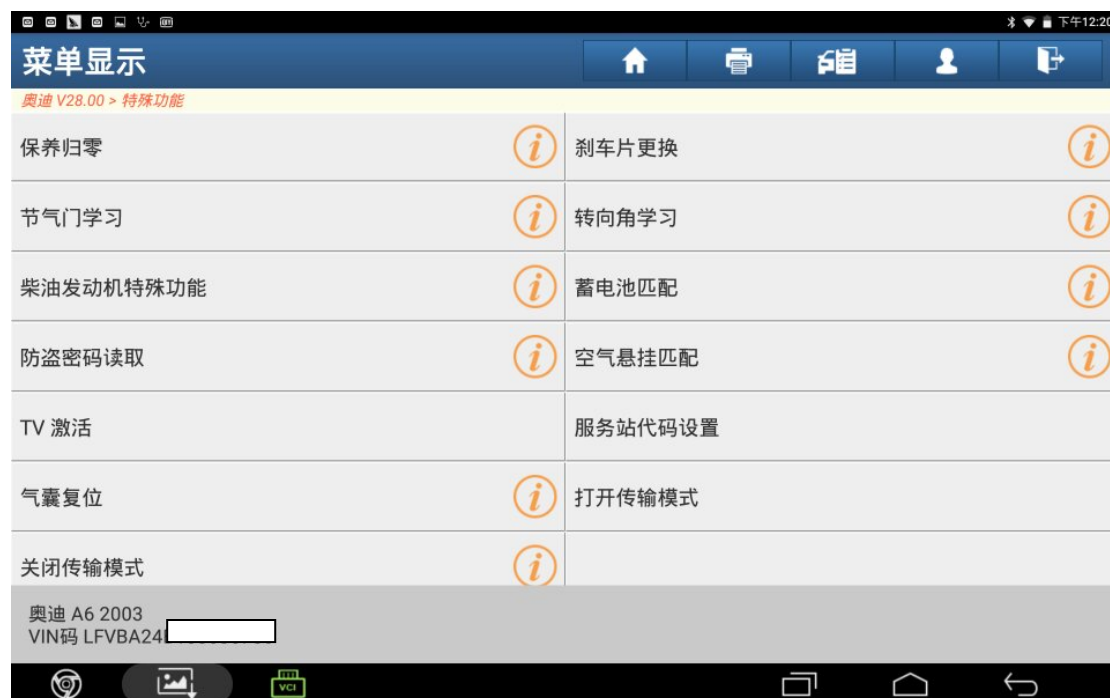 下午12:20
菜单显示
奥迪 V28.00 > 特殊功能
保养归零
刹车片更换
节气门学习
转向角学习
柴油发动机特殊功能
蓄电池匹配
防盗密码读取
空气悬挂匹配
TV 激活
服务站代码设置
气囊复位
打开传输模式
关闭传输模式
奥迪 A6 2003
VIN码 LFVBA24
VCI